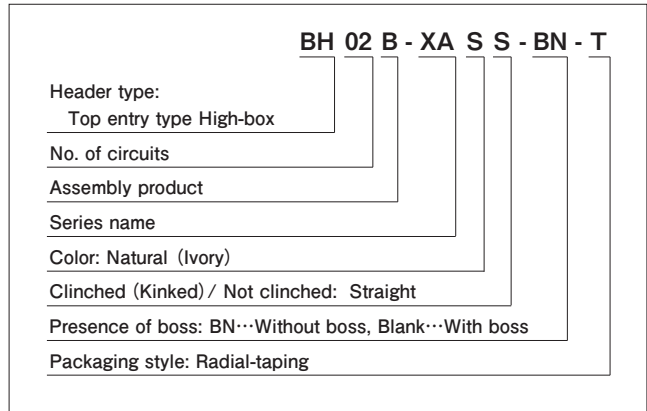 BH 02 B - XA S S - BN - T
Header type:
Top entry type High-box
No. of circuits
Assembly product
Series name
Color: Natural (Ivory)
Clinched (Kinked) / Not clinched: Straight
Presence of boss: BN…Without boss, Blank…With boss
Packaging style: Radial-taping